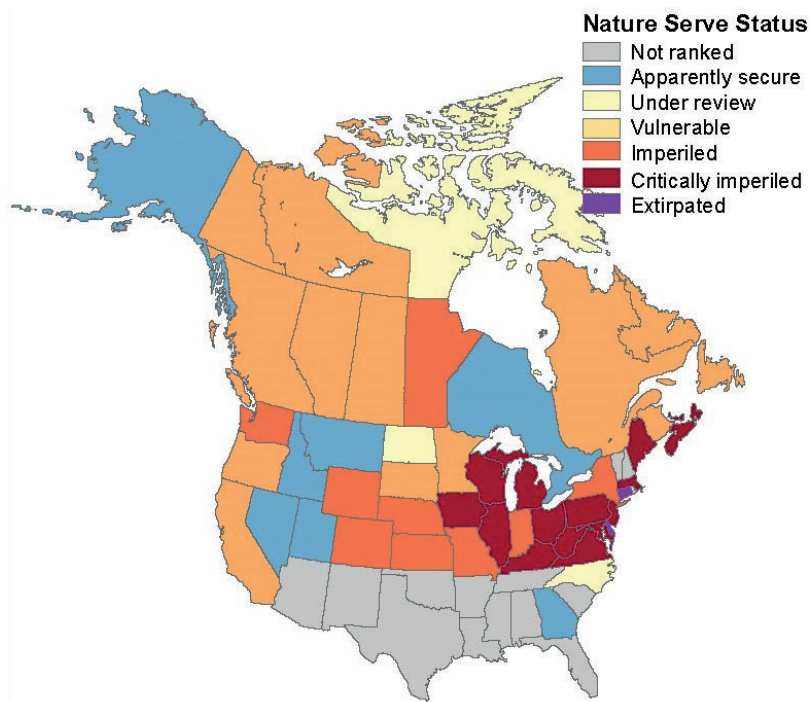 Nature Serve Status
Not ranked
Apparently secure
Under review
Vulnerable
Imperiled
Critically imperiled
Extirpated